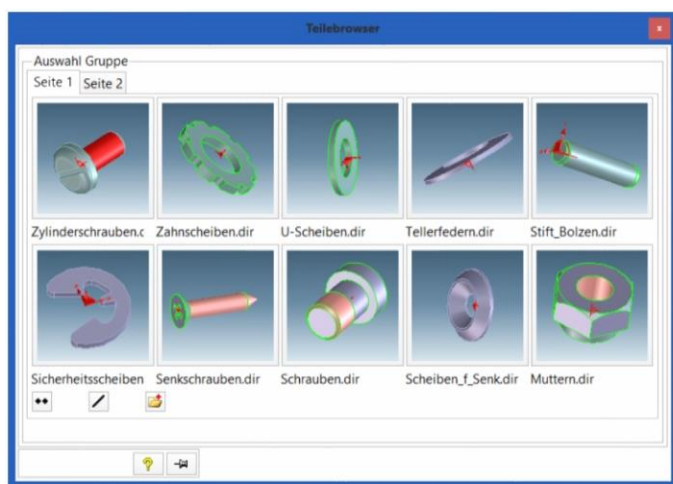 Teilebrowser
x
Auswahl Gruppe
Seite 1 Seite 2
Zylinderschrauben.c Zahnscheiben.dir U-Scheiben.dir Tellerfedern.dir Stift_Bolzen.dir
Sicherheitsscheiben Senkschrauben.dir Schrauben.dir Scheiben_f_Senk.dir Muttern.dir
?